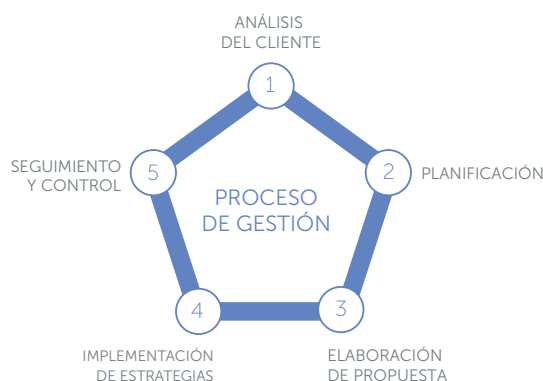 ANÁLISIS
DEL CLIENTE
1
2
PLANIFICACIÓN
3
ELABORACIÓN
DE PROPUESTA
4
IMPLEMENTACIÓN
DE ESTRATEGIAS
5
SEGUIMIENTO
Y CONTROL
PROCESO
DE GESTIÓN